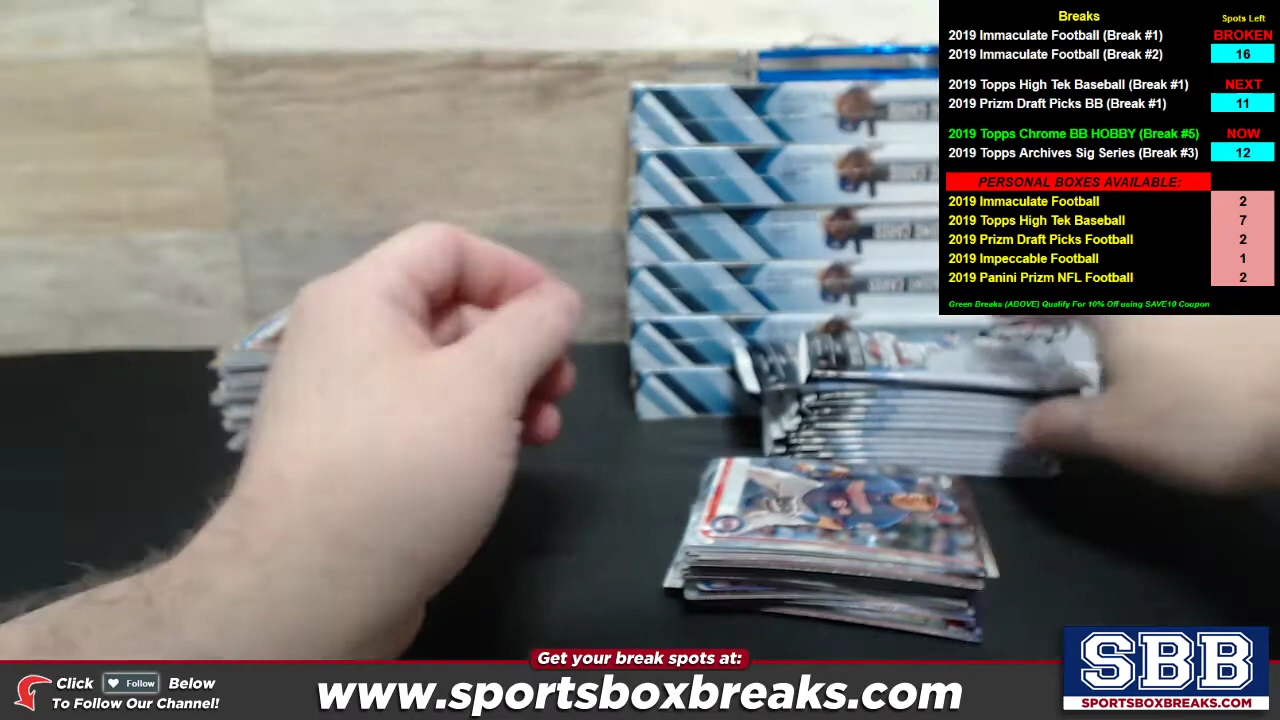 Breaks Spots Left
2019 Immaculate Football (Break #1) BROKEN
2019 Immaculate Football (Break #2) 16
2019 Topps High Tek Baseball (Break #1) NEXT
2019 Prizm Draft Picks BB (Break #1) 11
2019 Topps Chrome BB HOBBY (Break #5) NOW
2019 Topps Archives Sig Series (Break #3) 12
PERSONAL BOXES AVAILABLE:
2019 Immaculate Football 2
2019 Topps High Tek Baseball 7
2019 Prizm Draft Picks Football 2
2019 Impeccable Football 1
2019 Panini Prizm NFL Football 2
Green Breaks (ABOVE) Qualify For 10% Off using SAVE10 Coupon
Get your break spots at:
Click Follow Below
To Follow Our Channel!
www.sportsboxbreaks.com
SBB
SPORTSBOXBREAKS.COM